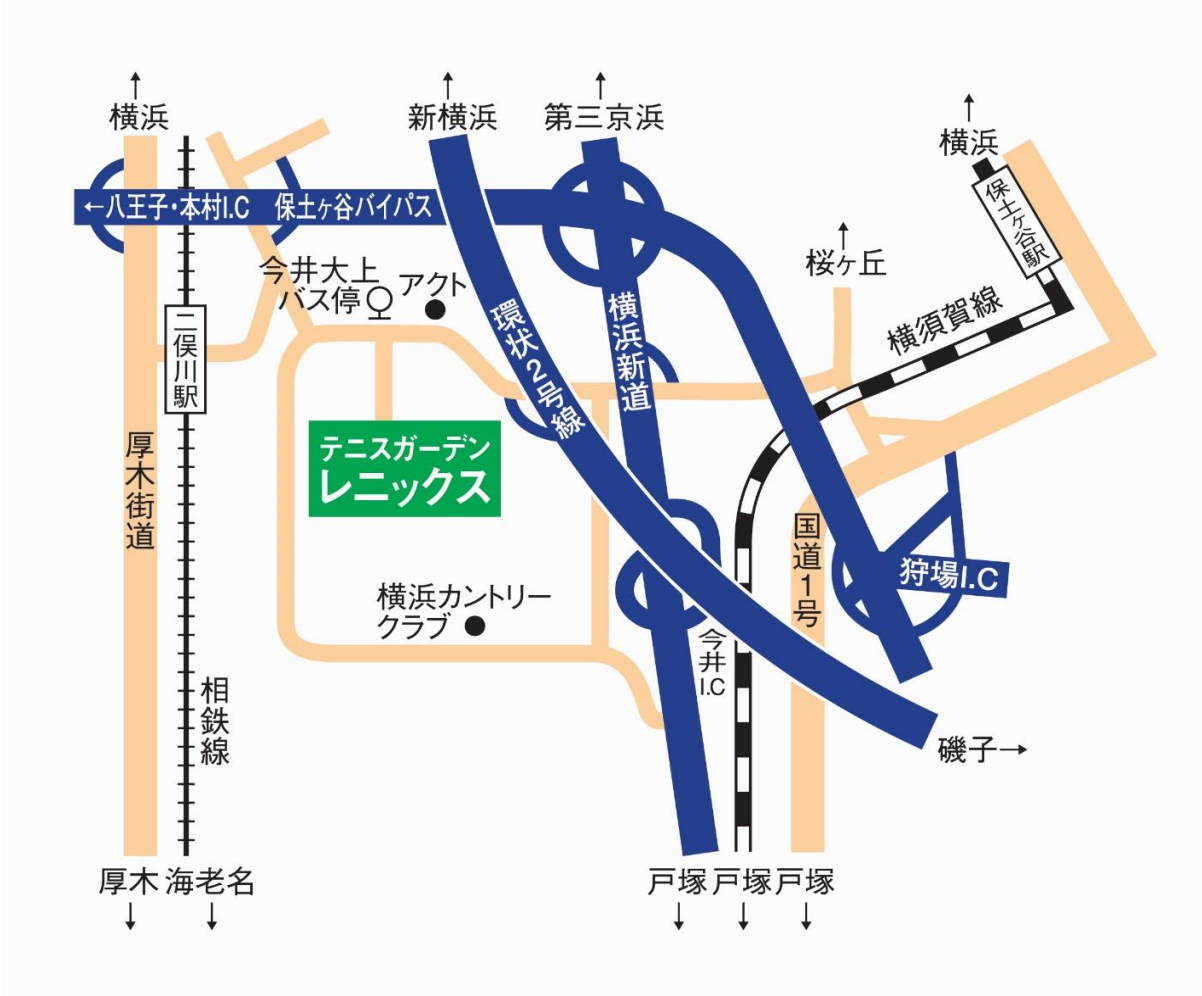 横浜
新横浜
第三京浜
横浜
←八王子・本村I.C 保土ヶ谷バイパス
保土ヶ谷駅
今井大上
バス停
アクト
桜ヶ丘
横須賀線
環状2号線
横浜新道
二俣川駅
テニスガーデン
レニックス
厚木街道
国道1号
狩場I.C
横浜カントリー
クラブ
今井I.C
相鉄線
磯子→
厚木
海老名
戸塚
戸塚
戸塚